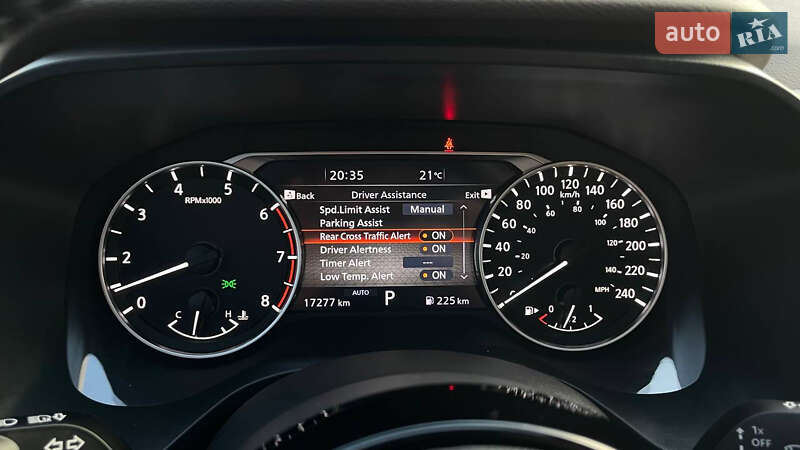 auto RIA
20:35 21°C
Back Driver Assistance Exit
Spd.Limit Assist Manual
Parking Assist
Rear Cross Traffic Alert ON
Driver Alertness ON
Timer Alert ---
Low Temp. Alert ON
AUTO
17277 km P 225 km
RPMx1000
0 2 3 4 5 6 7 8
C H
km/h
0 20 40 60 80 100 120 140 160 180 200 220 240
20 40 60 80 100 120 140
MPH
0 1/2 1
1x
OFF